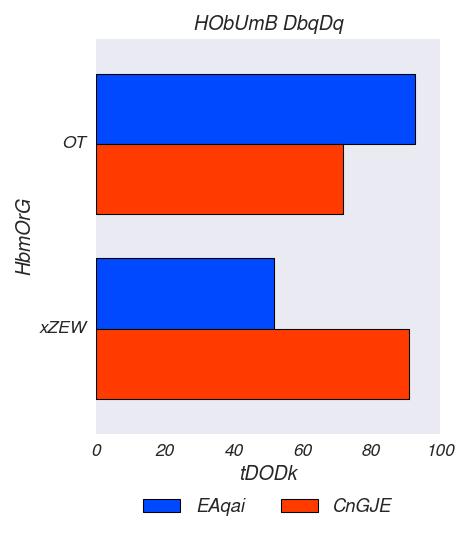 HObUmB DbqDq
OT
xZEW
HbmOrG
0 20 40 60 80 100
tDODk
EAqai CnGJE